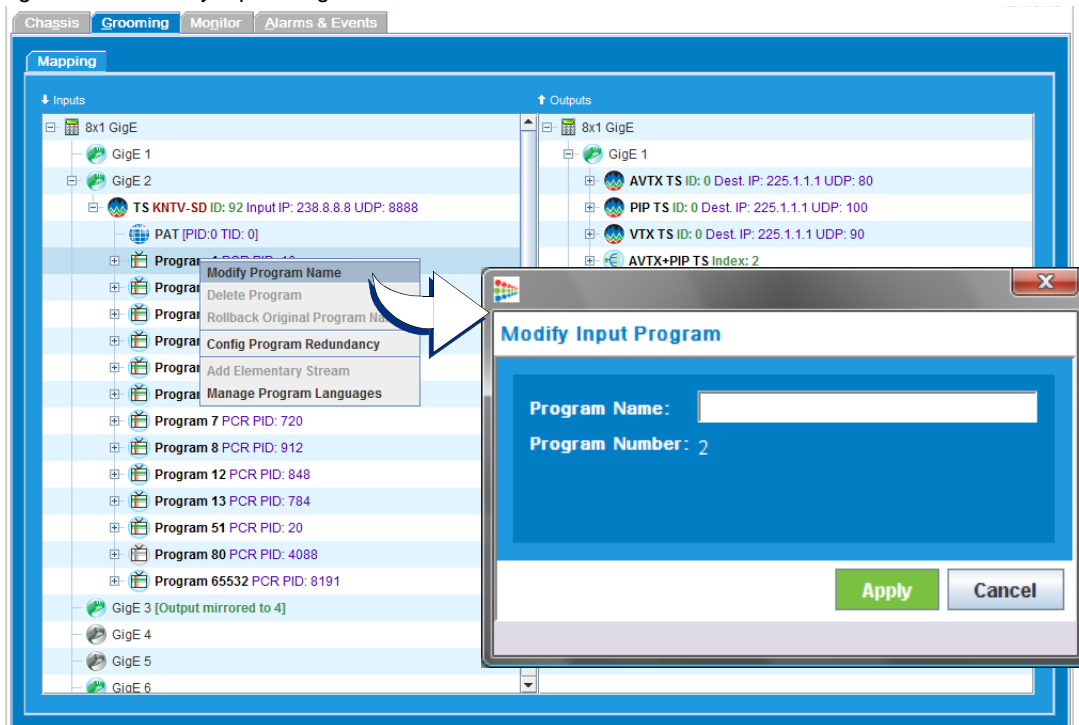 Chassis Grooming Monitor Alarms & Events
Mapping
Inputs
Outputs
8x1 GigE
GigE 1
GigE 2
TS KNTV-SD ID: 92 Input IP: 238.8.8.8 UDP: 8888
PAT [PID:0 TID: 0]
Modify Program Name
Delete Program
Rollback Original Program
Config Program Redundancy
Add Elementary Stream
Manage Program Languages
Program 7 PCR PID: 720
Program 8 PCR PID: 912
Program 12 PCR PID: 848
Program 13 PCR PID: 784
Program 51 PCR PID: 20
Program 80 PCR PID: 4088
Program 65532 PCR PID: 8191
GigE 3 [Output mirrored to 4]
GigE 4
GigE 5
GigE 6
8x1 GigE
GigE 1
AVTX TS ID: 0 Dest. IP: 225.1.1.1 UDP: 80
PIP TS ID: 0 Dest. IP: 225.1.1.1 UDP: 100
VTX TS ID: 0 Dest. IP: 225.1.1.1 UDP: 90
AVTX+PIP TS Index: 2
Modify Input Program
Program Name:
Program Number: 2
Apply Cancel